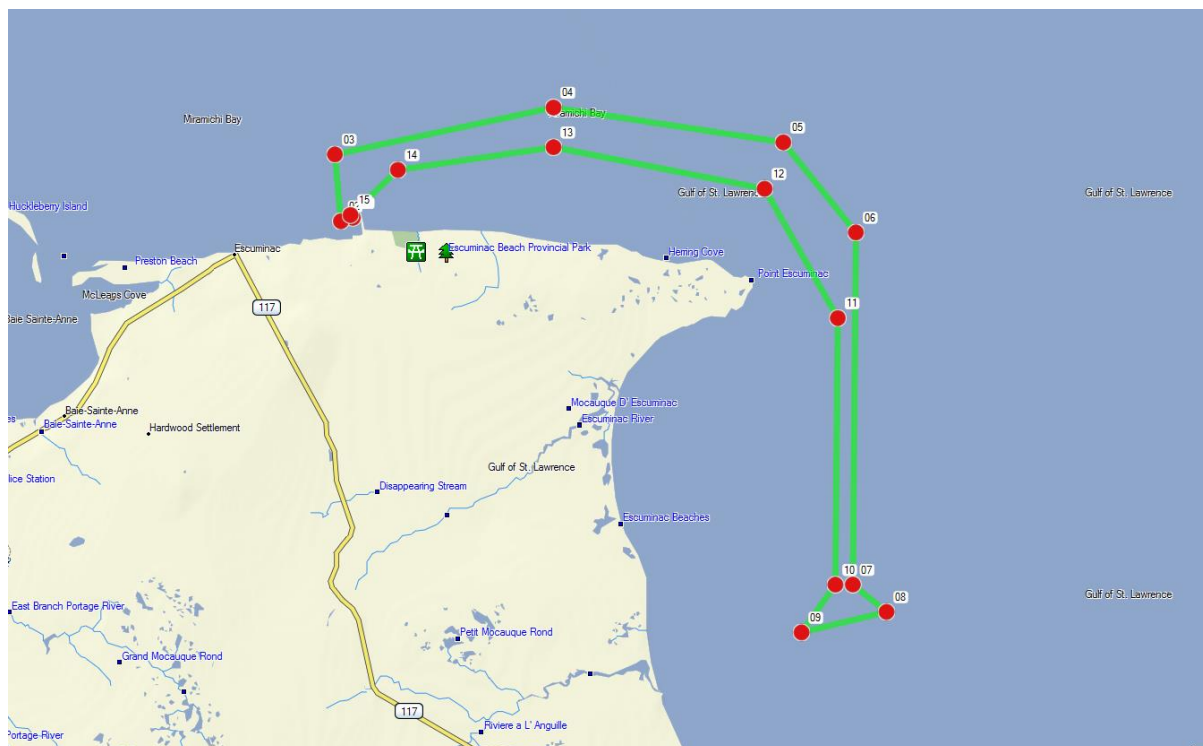 04
Miramichi Bay
13
05
03
14
12
Gulf of St. Lawrence
Gulf of St. Lawrence
15
Huckleberry Island
06
Escuminac
Escuminac Beach Provincial Park
Herring Cove
Preston Beach
Point Escuminac
McLeans Cove
117
11
Baie Sainte-Anne
Mocauque D' Escuminac
Baie-Sainte-Anne
Escuminac River
Baie-Sainte-Anne
Hardwood Settlement
Gulf of St. Lawrence
lice Station
Disappearing Stream
Escuminac Beaches
10
07
Gulf of St. Lawrence
08
East Branch Portage River
09
Petit Mocauque Rond
Grand Mocauque Rond
117
Riviere a L' Anguille
Portage River